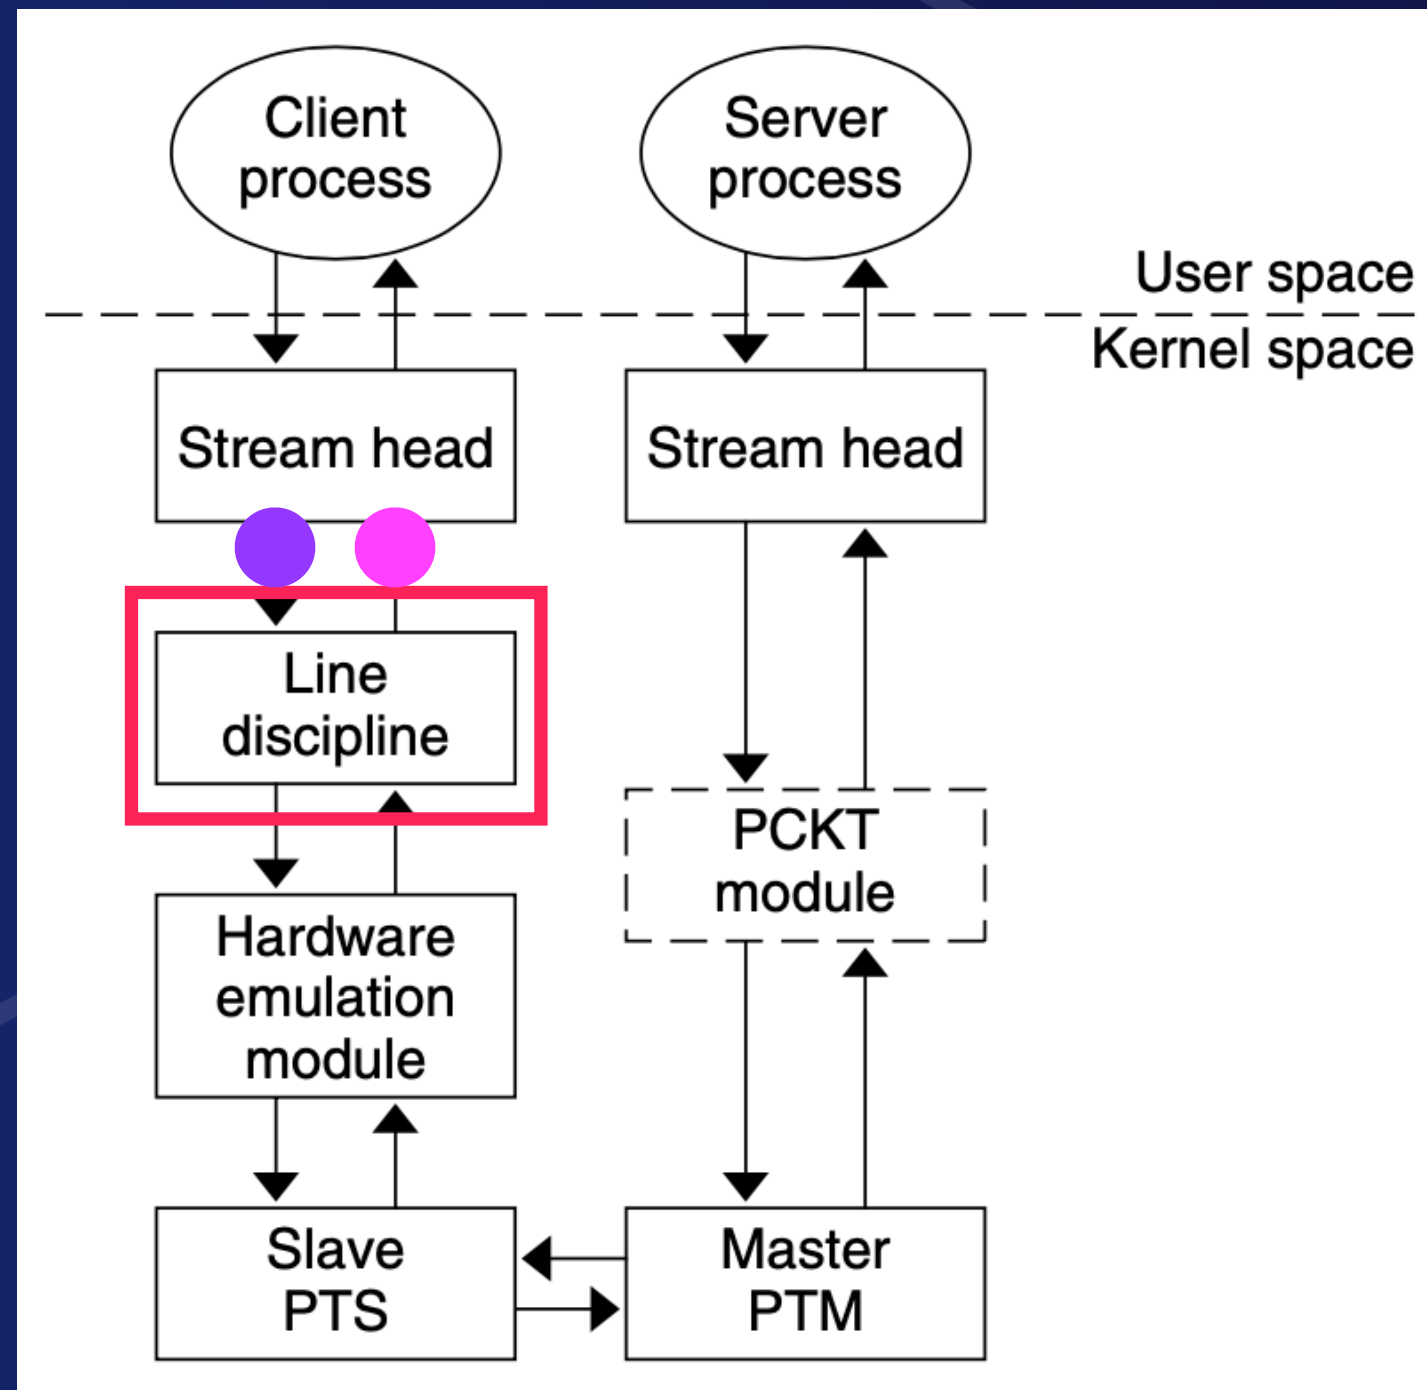 Client
process
Server
process
User space
Kernel space
Stream head
Stream head
Line
discipline
PCKT
module
Hardware
emulation
module
Slave
PTS
Master
PTM